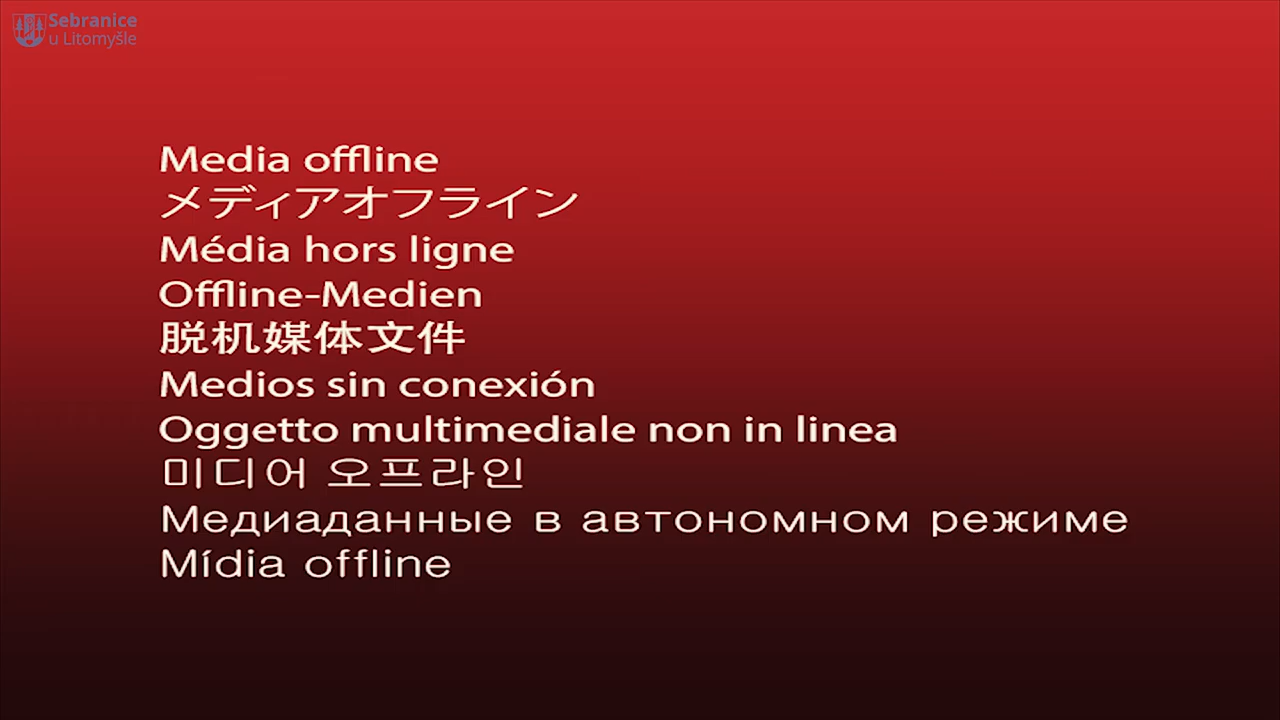 Sebranice
u Litomyšle
Media offline
メディアオフライン
Média hors ligne
Offline-Medien
脱机媒体文件
Medios sin conexión
Oggetto multimediale non in linea
미디어 오프라인
Медиаданные в автономном режиме
Mídia offline